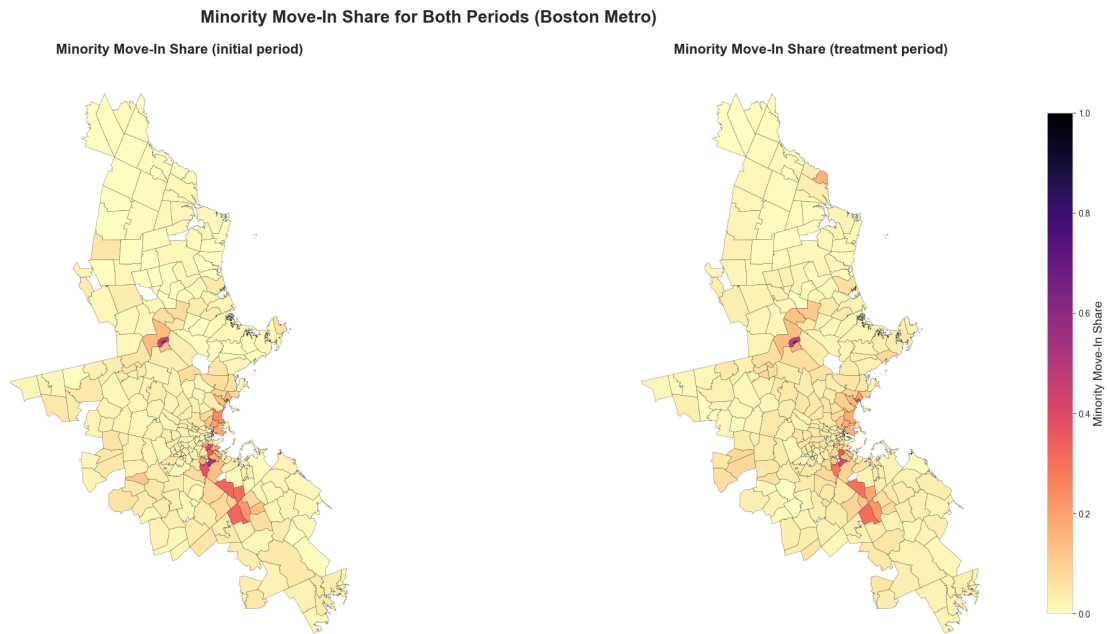 Minority Move-In Share for Both Periods (Boston Metro)
Minority Move-In Share (initial period)
Minority Move-In Share (treatment period)
1.0
0.8
0.6
0.4
0.2
0.0
Minority Move-In Share